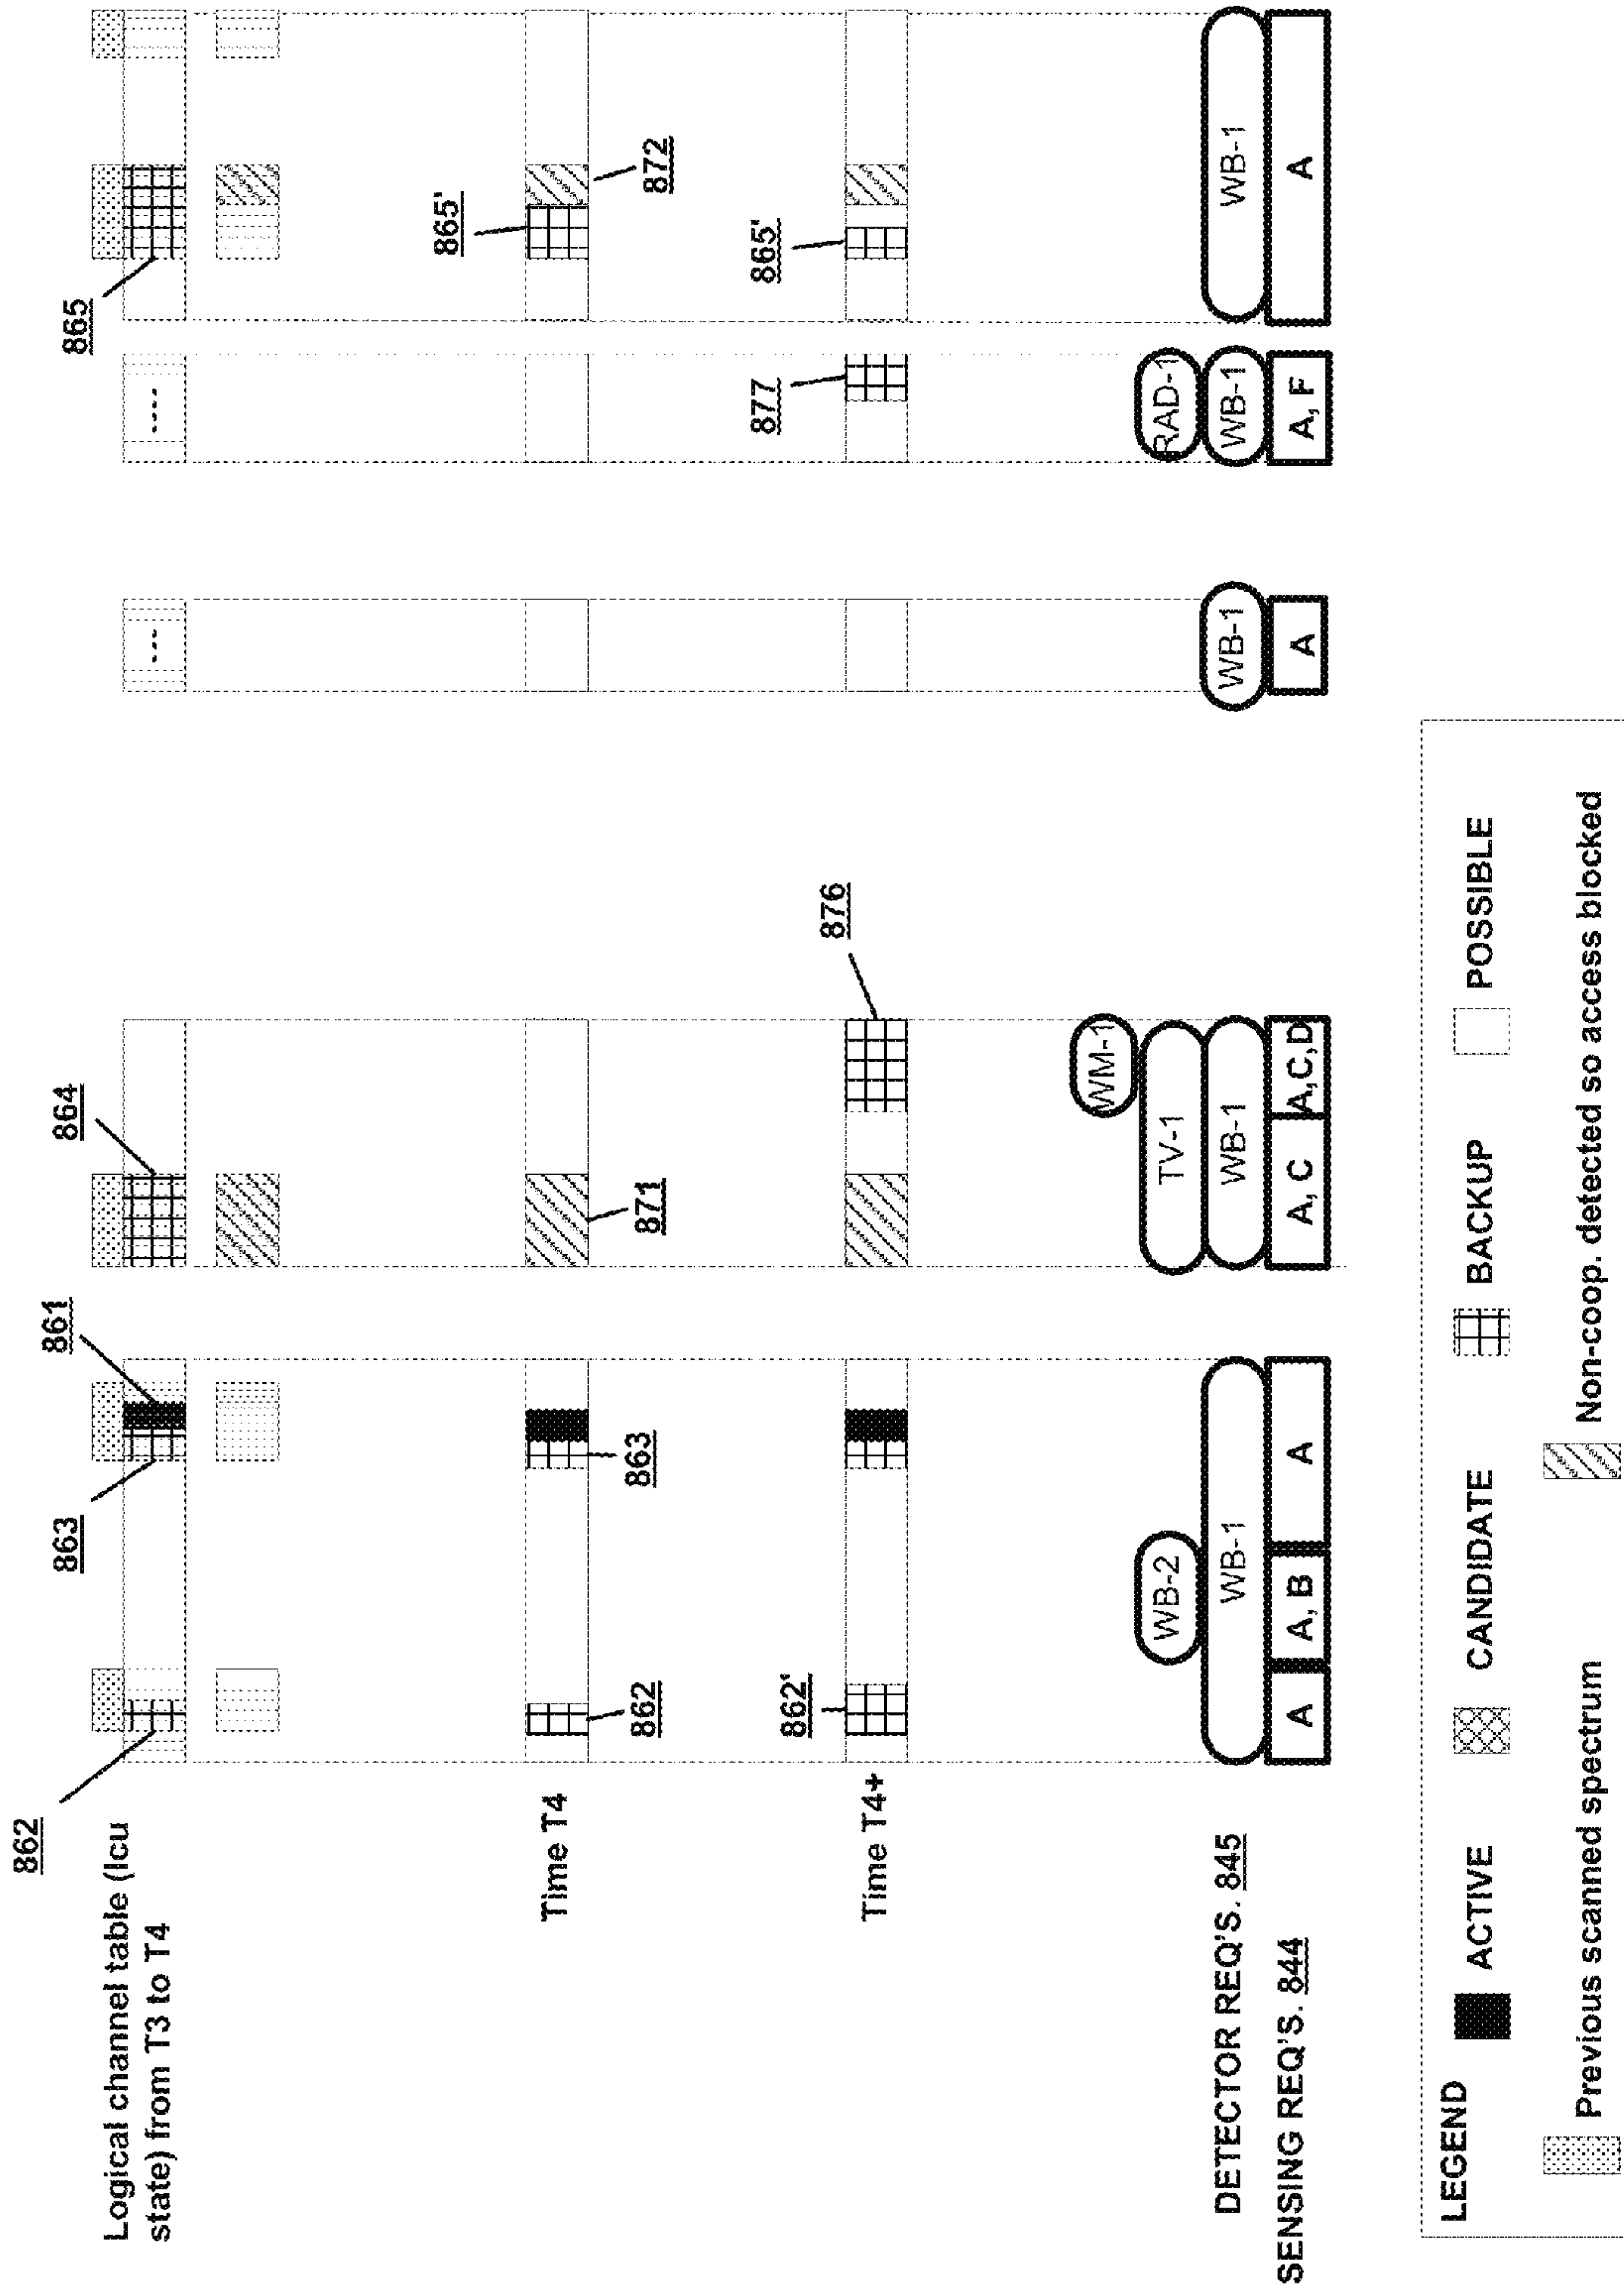 862
863
861
864
865
Logical channel table (lcu
state) from T3 to T4
---
----
Time T4
862
863
871
865'
872
Time T4+
862'
876
877
865'
DETECTOR REQ'S. 845
WB-2
WB-1
WM-1
TV-1
WB-1
WB-1
RAD-1
WB-1
WB-1
SENSING REQ'S. 844
A
A, B
A
A, C
A,C,D
A
A, F
A
LEGEND
ACTIVE
CANDIDATE
BACKUP
POSSIBLE
Previous scanned spectrum
Non-coop. detected so access blocked